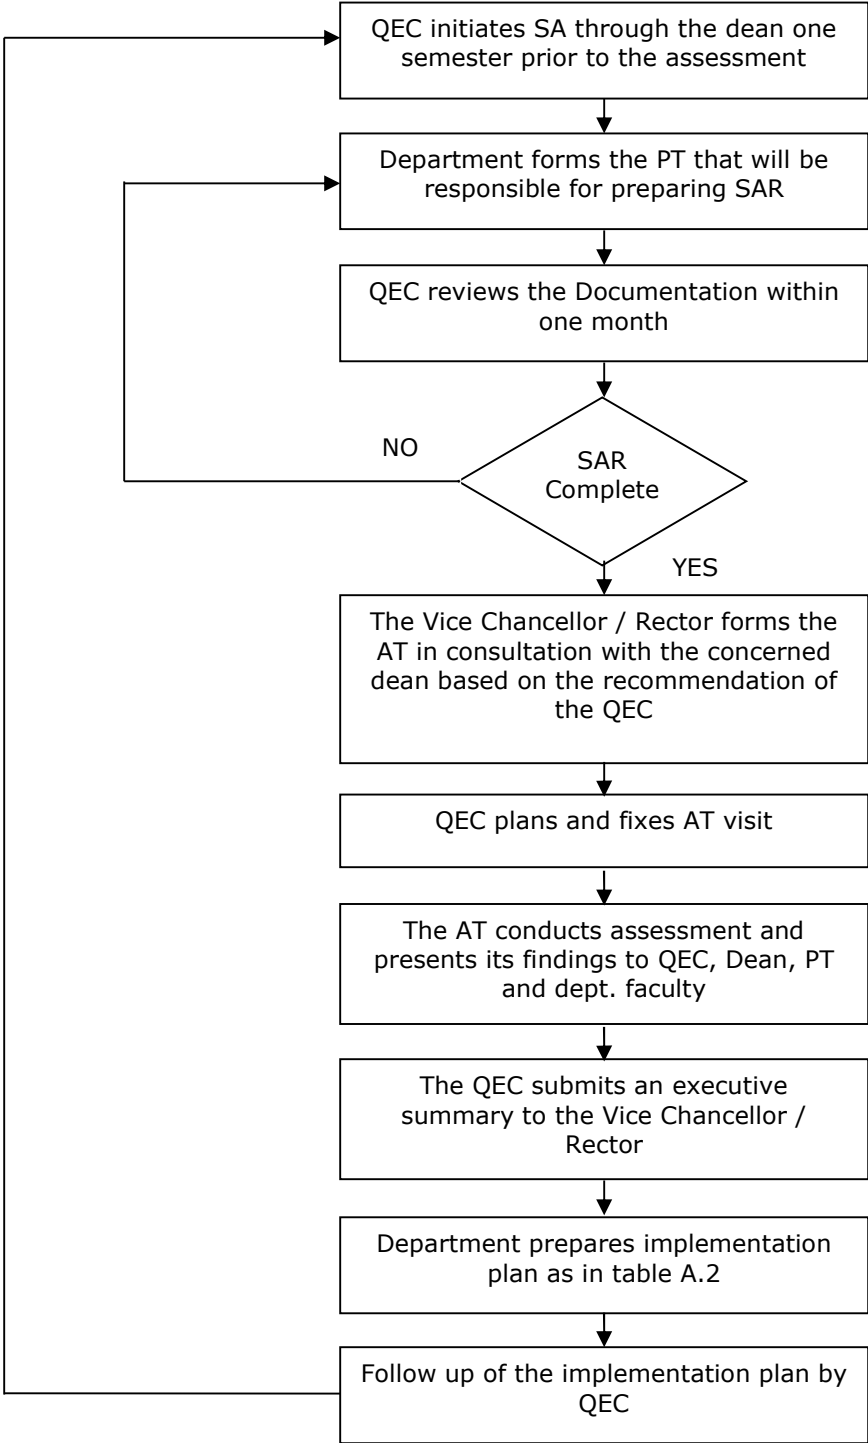 QEC initiates SA through the dean one
semester prior to the assessment
Department forms the PT that will be
responsible for preparing SAR
QEC reviews the Documentation within
one month
NO
SAR
Complete
YES
The Vice Chancellor / Rector forms the
AT in consultation with the concerned
dean based on the recommendation of
the QEC
QEC plans and fixes AT visit
The AT conducts assessment and
presents its findings to QEC, Dean, PT
and dept. faculty
The QEC submits an executive
summary to the Vice Chancellor /
Rector
Department prepares implementation
plan as in table A.2
Follow up of the implementation plan by
QEC